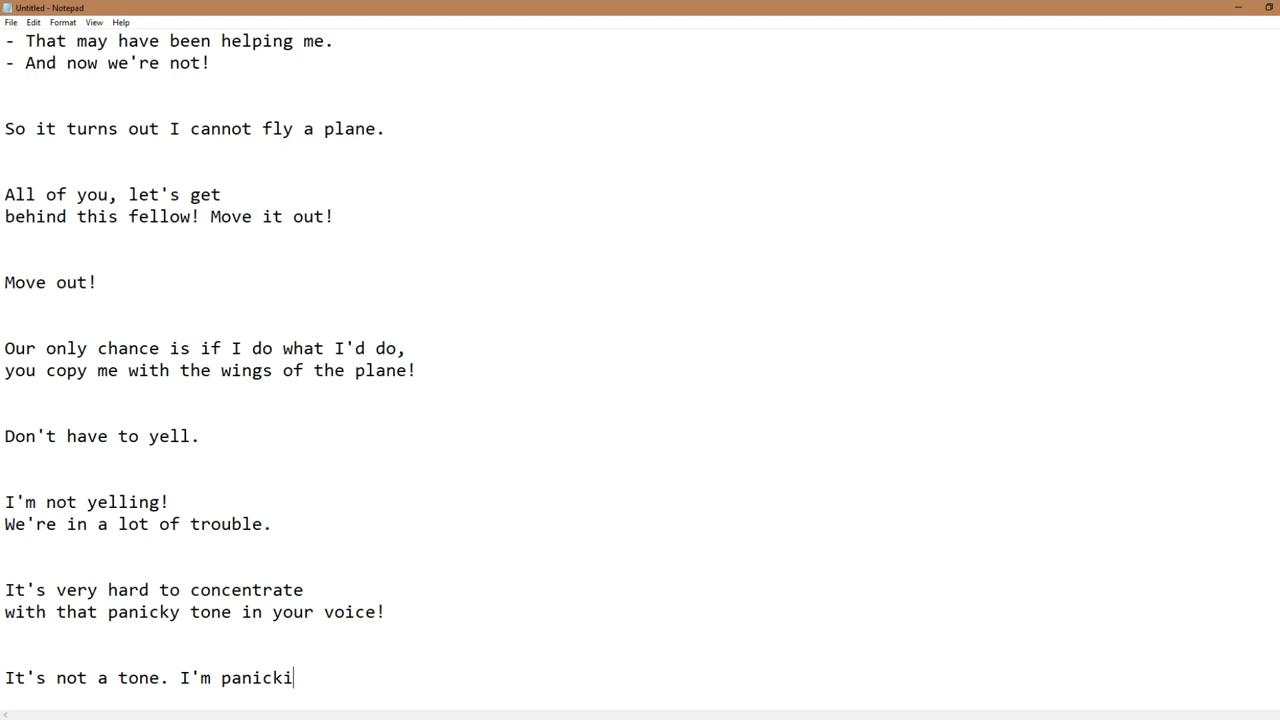 Untitled - Notepad
File Edit Format View Help
- That may have been helping me.
- And now we're not!
So it turns out I cannot fly a plane.
All of you, let's get
behind this fellow! Move it out!
Move out!
Our only chance is if I do what I'd do,
you copy me with the wings of the plane!
Don't have to yell.
I'm not yelling!
We're in a lot of trouble.
It's very hard to concentrate
with that panicky tone in your voice!
It's not a tone. I'm panicki